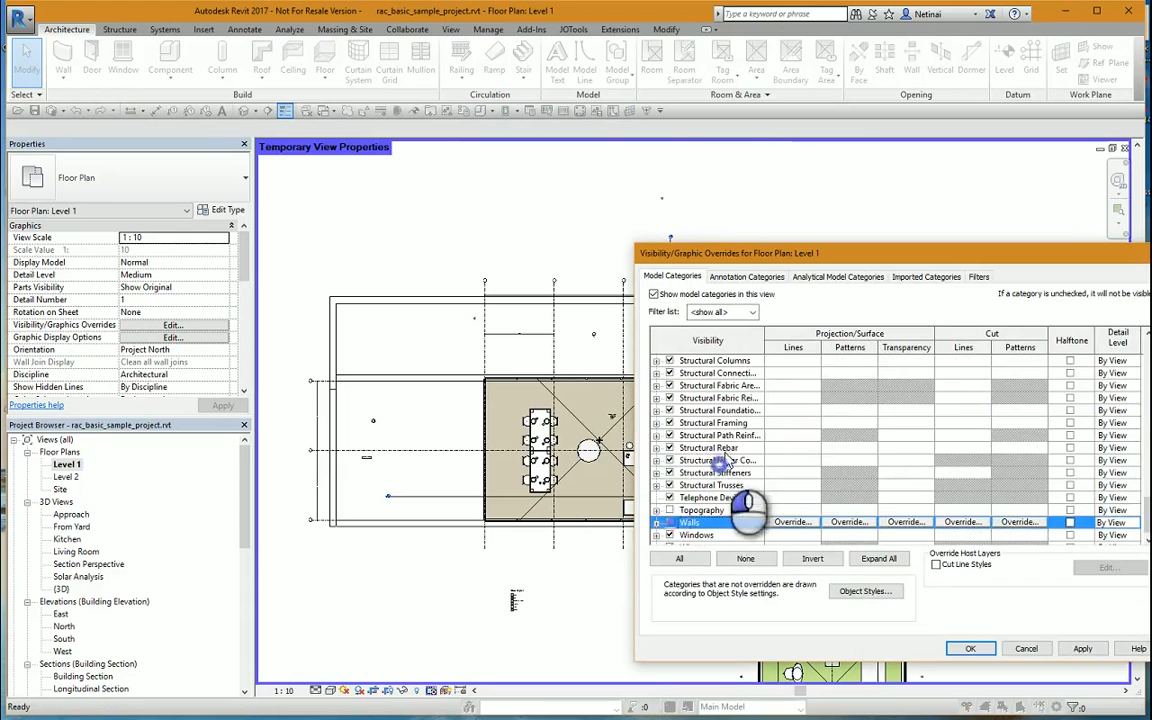 Autodesk Revit 2017 - Not For Resale Version - rac_basic_sample_project.rvt - Floor Plan: Level 1
Type a keyword or phrase
Netinai
Architecture Structure Systems Insert Annotate Analyze Massing & Site Collaborate View Manage Add-Ins JOTools Extensions Modify
Modify
Wall Door Window Component Column Roof Ceiling Floor Curtain System Curtain Grid Mullion
Railing Ramp Stair
Model Text Model Line Model Group
Room Room Separator Tag Room Area Area Boundary Tag Area
By Face Shaft Wall Vertical Dormer
Level Grid
Set Show
Ref Plane
Viewer
Select Build Circulation Model Room & Area Opening Datum Work Plane
Properties
Floor Plan
Floor Plan: Level 1
Edit Type
Graphics
View Scale 1 : 10
Scale Value 1: 10
Display Model Normal
Detail Level Medium
Parts Visibility Show Original
Detail Number 1
Rotation on Sheet None
Visibility/Graphics Overrides Edit...
Graphic Display Options Edit...
Orientation Project North
Wall Join Display Clean all wall joins
Discipline Architectural
Show Hidden Lines By Discipline
Properties help
Apply
Project Browser - rac_basic_sample_project.rvt
Views (all)
Floor Plans
Level 1
Level 2
Site
3D Views
Approach
From Yard
Kitchen
Living Room
Section Perspective
Solar Analysis
{3D}
Elevations (Building Elevation)
East
North
South
West
Sections (Building Section)
Building Section
Longitudinal Section
Temporary View Properties
Visibility/Graphic Overrides for Floor Plan: Level 1
Model Categories Annotation Categories Analytical Model Categories Imported Categories Filters
Show model categories in this view
If a category is unchecked, it will not be visible
Filter list: <show all>
Visibility Projection/Surface Cut Halftone Detail Level
Lines Patterns Transparency Lines Patterns
Structural Columns By View
Structural Connecti... By View
Structural Fabric Are... By View
Structural Fabric Rei... By View
Structural Foundatio... By View
Structural Framing By View
Structural Path Reinf... By View
Structural Rebar By View
Co... By View
Structural Stiffeners By View
Structural Trusses By View
Telephone By View
Topography By View
Walls Override... Override... Override... Override... Override... By View
Windows By View
All None Invert Expand All
Override Host Layers
Cut Line Styles
Edit...
Categories that are not overridden are drawn
according to Object Style settings.
Object Styles...
OK Cancel Apply Help
1 : 10
Ready
:0
Main Model
:0